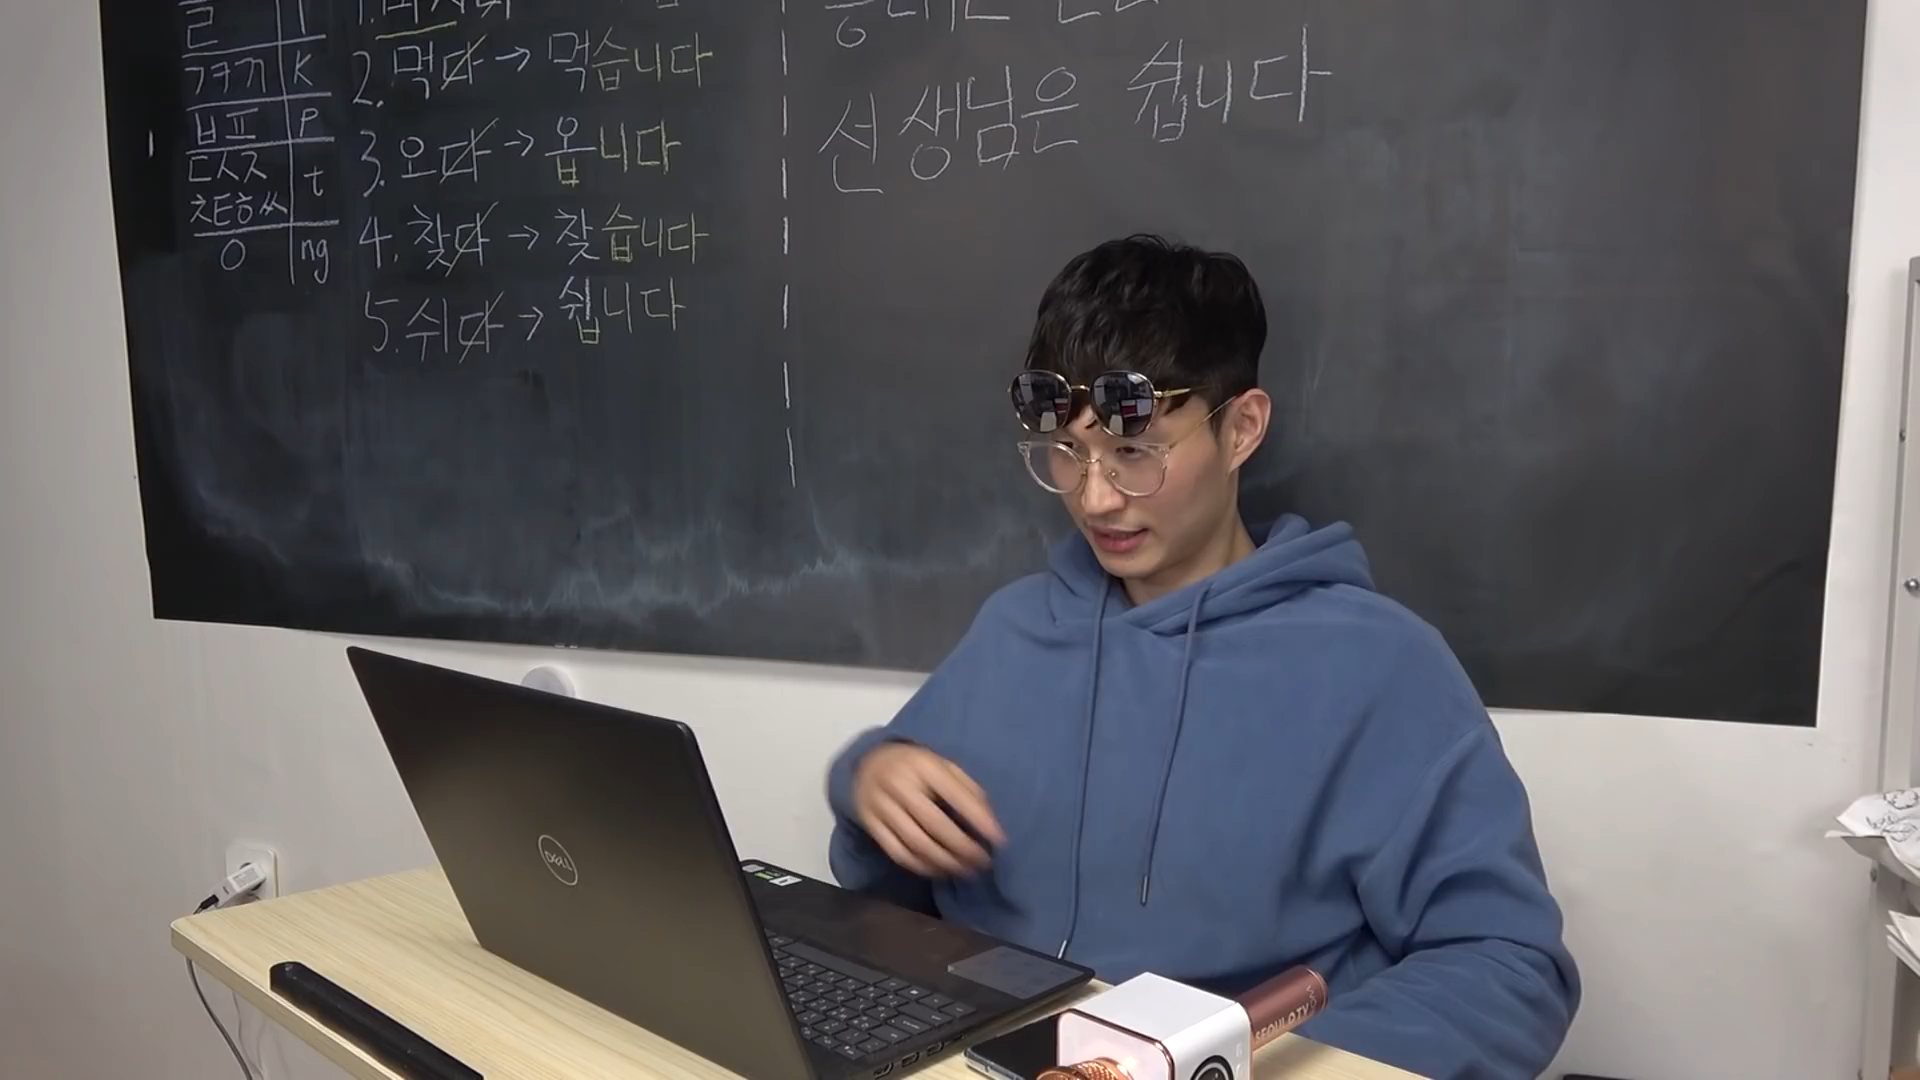 ㄱㅋㄲ K
ㅂㅍ P
ㄷㅅㅈ
ㅊㅌㅎㅆ t
ㅇ ng
2. 먹다 → 먹습니다
3. 오다 → 옵니다
4. 찾다 → 찾습니다
5. 쉬다 → 쉽니다
선생님은 쉽니다
DELL
SEOULO TV